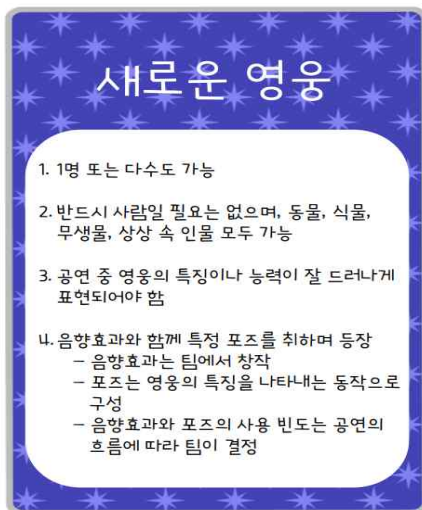 새로운 영웅
1. 1명 또는 다수도 가능
2. 반드시 사람일 필요는 없으며, 동물, 식물,
무생물, 상상 속 인물 모두 가능
3. 공연 중 영웅의 특징이나 능력이 잘 드러나게
표현되어야 함
4. 음향효과와 함께 특정 포즈를 취하며 등장
– 음향효과는 팀에서 창작
– 포즈는 영웅의 특징을 나타내는 동작으로
구성
– 음향효과와 포즈의 사용 빈도는 공연의
흐름에 따라 팀이 결정